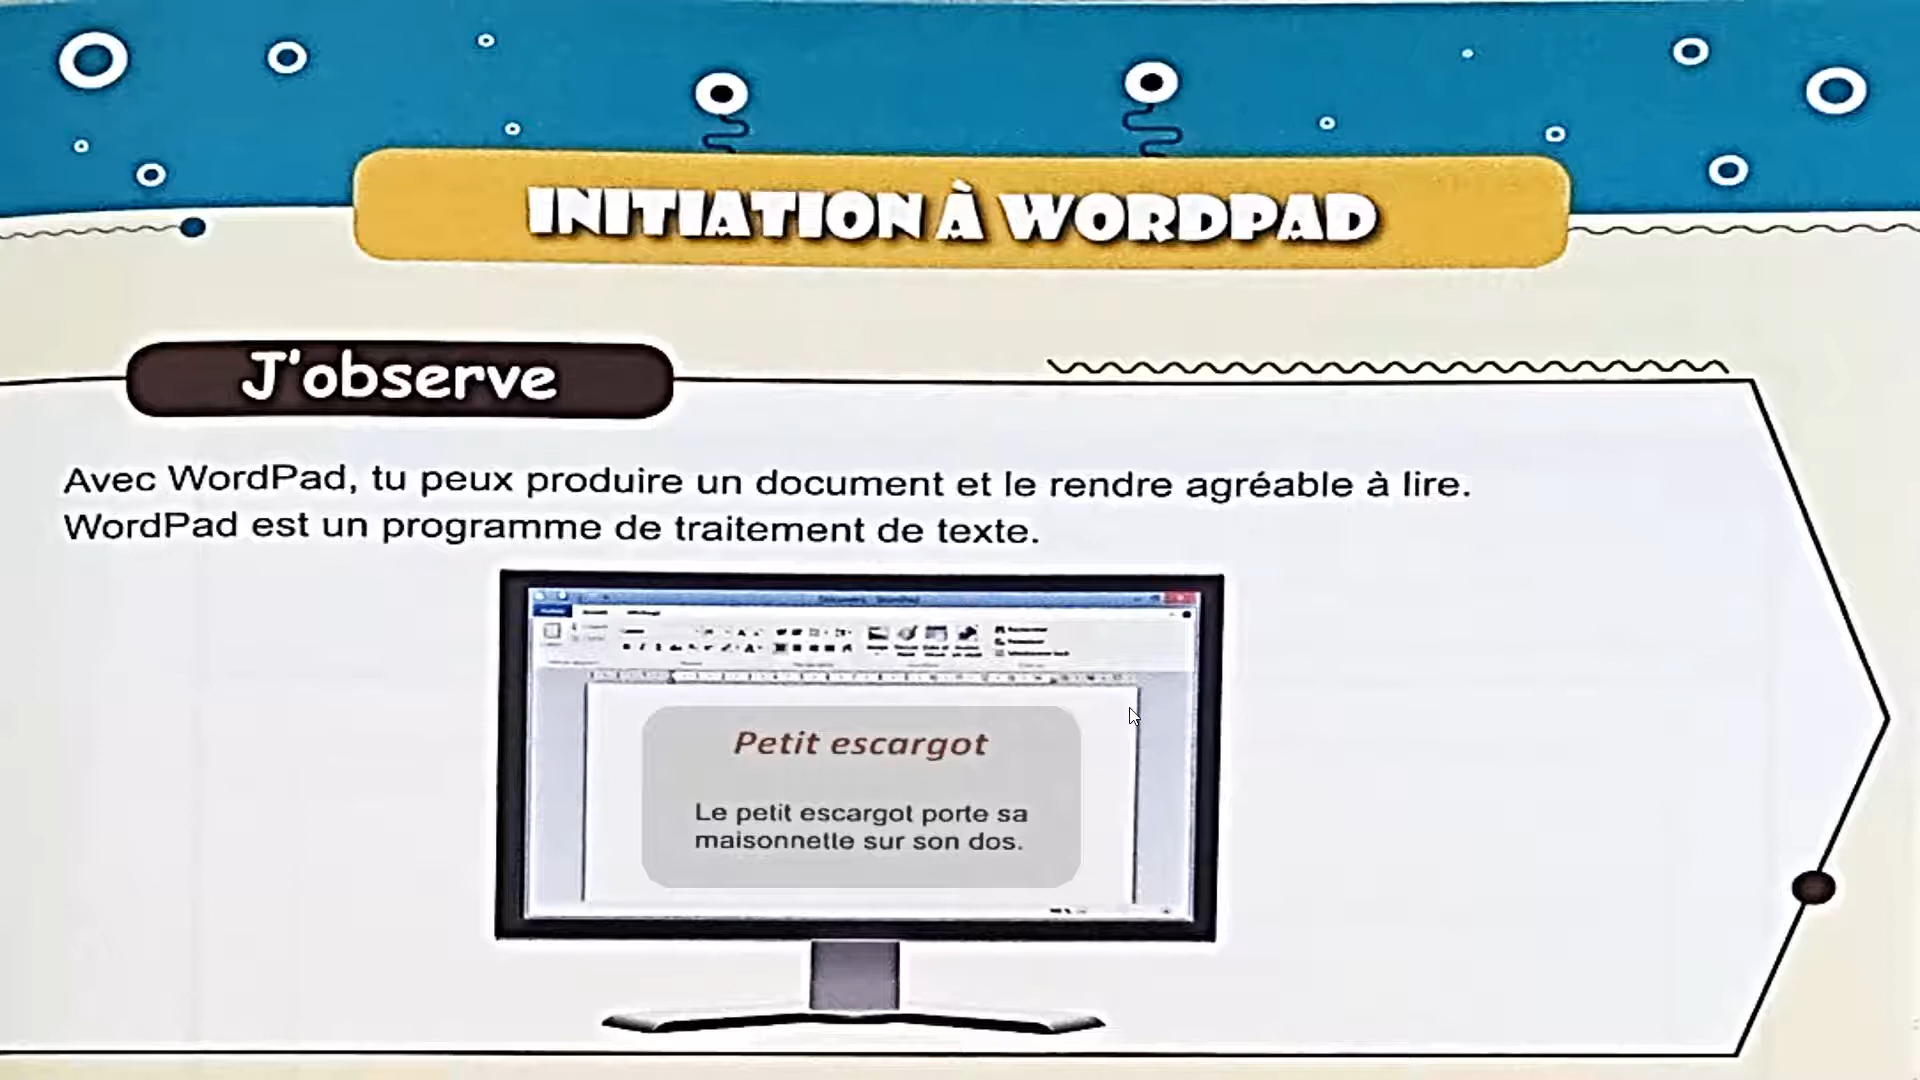 INITIATION À WORDPAD
J'observe
Avec WordPad, tu peux produire un document et le rendre agréable à lire.
WordPad est un programme de traitement de texte.
Petit escargot
Le petit escargot porte sa
maisonnette sur son dos.